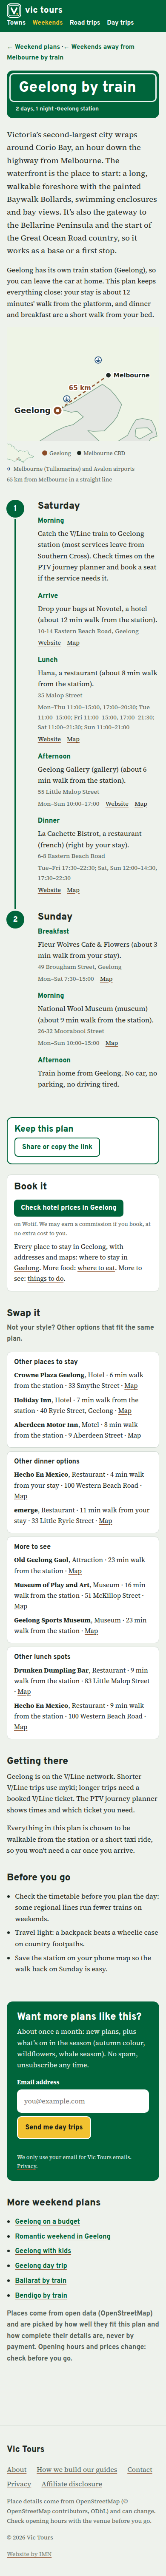 vic tours
Towns Weekends Road trips Day trips
← Weekend plans · ← Weekends away from
Melbourne by train
Geelong by train
2 days, 1 night · Geelong station
Victoria's second-largest city wraps
around Corio Bay, an hour down the
highway from Melbourne. The
waterfront is the place to start: a long,
walkable foreshore with the painted
Baywalk Bollards, swimming enclosures
and bay views. It's also the gateway to
the Bellarine Peninsula and the start of
the Great Ocean Road country, so it
works as a base or a first stop.
Geelong has its own train station (Geelong), so
you can leave the car at home. This plan keeps
everything close: your stay is about 12
minutes' walk from the platform, and dinner
and breakfast are a short walk from your bed.
Melbourne
65 km
Geelong
Geelong Melbourne CBD
✈ Melbourne (Tullamarine) and Avalon airports
65 km from Melbourne in a straight line
1
Saturday
Morning
Catch the V/Line train to Geelong
station (most services leave from
Southern Cross). Check times on the
PTV journey planner and book a seat
if the service needs it.
Arrive
Drop your bags at Novotel, a hotel
(about 12 min walk from the station).
10-14 Eastern Beach Road, Geelong
Website Map
Lunch
Hana, a restaurant (about 8 min walk
from the station).
35 Malop Street
Mon–Thu 11:00–15:00, 17:00–20:30; Tue
11:00–15:00; Fri 11:00–15:00, 17:00–21:30;
Sat 11:00–21:30; Sun 11:00–21:00
Website Map
Afternoon
Geelong Gallery (gallery) (about 6
min walk from the station).
55 Little Malop Street
Mon–Sun 10:00–17:00 Website Map
Dinner
La Cachette Bistrot, a restaurant
(french) (right by your stay).
6-8 Eastern Beach Road
Tue–Fri 17:30–22:30; Sat, Sun 12:00–14:30,
17:30–22:30
Website Map
2
Sunday
Breakfast
Fleur Wolves Cafe & Flowers (about 3
min walk from your stay).
49 Brougham Street, Geelong
Mon–Sat 7:30–15:00 Map
Morning
National Wool Museum (museum)
(about 9 min walk from the station).
26-32 Moorabool Street
Mon–Sun 10:00–15:00 Map
Afternoon
Train home from Geelong. No car, no
parking, no driving tired.
Keep this plan
Share or copy the link
Book it
Check hotel prices in Geelong
on Wotif. We may earn a commission if you book, at
no extra cost to you.
Every place to stay in Geelong, with
addresses and maps: where to stay in
Geelong. More food: where to eat. More to
see: things to do.
Swap it
Not your style? Other options that fit the same
plan.
Other places to stay
Crowne Plaza Geelong, Hotel · 6 min walk
from the station · 33 Smythe Street · Map
Holiday Inn, Hotel · 7 min walk from the
station · 40 Ryrie Street, Geelong · Map
Aberdeen Motor Inn, Motel · 8 min walk
from the station · 9 Aberdeen Street · Map
Other dinner options
Hecho En Mexico, Restaurant · 4 min walk
from your stay · 100 Western Beach Road ·
Map
emerge, Restaurant · 11 min walk from your
stay · 33 Little Ryrie Street · Map
More to see
Old Geelong Gaol, Attraction · 23 min walk
from the station · Map
Museum of Play and Art, Museum · 16 min
walk from the station · 51 McKillop Street ·
Map
Geelong Sports Museum, Museum · 23 min
walk from the station · Map
Other lunch spots
Drunken Dumpling Bar, Restaurant · 9 min
walk from the station · 83 Little Malop Street
· Map
Hecho En Mexico, Restaurant · 9 min walk
from the station · 100 Western Beach Road ·
Map
Getting there
Geelong is on the V/Line network. Shorter
V/Line trips use myki; longer trips need a
booked V/Line ticket. The PTV journey planner
shows times and which ticket you need.
Everything in this plan is chosen to be
walkable from the station or a short taxi ride,
so you won't need a car once you arrive.
Before you go
• Check the timetable before you plan the day:
some regional lines run fewer trains on
weekends.
• Travel light: a backpack beats a wheelie case
on country footpaths.
• Save the station on your phone map so the
walk back on Sunday is easy.
Want more plans like this?
About once a month: new plans, plus
what's on in the season (autumn colour,
wildflowers, whale season). No spam,
unsubscribe any time.
Email address
you@example.com
Send me day trips
We only use your email for Vic Tours emails.
Privacy.
More weekend plans
• Geelong on a budget
• Romantic weekend in Geelong
• Geelong with kids
• Geelong day trip
• Ballarat by train
• Bendigo by train
Places come from open data (OpenStreetMap)
and are picked by how well they fit this plan and
how complete their details are, never by
payment. Opening hours and prices change:
check before you go.
Vic Tours
About How we build our guides Contact
Privacy Affiliate disclosure
Place details come from OpenStreetMap (©
OpenStreetMap contributors, ODbL) and can change.
Check opening hours with the venue before you go.
© 2026 Vic Tours
Website by IMN